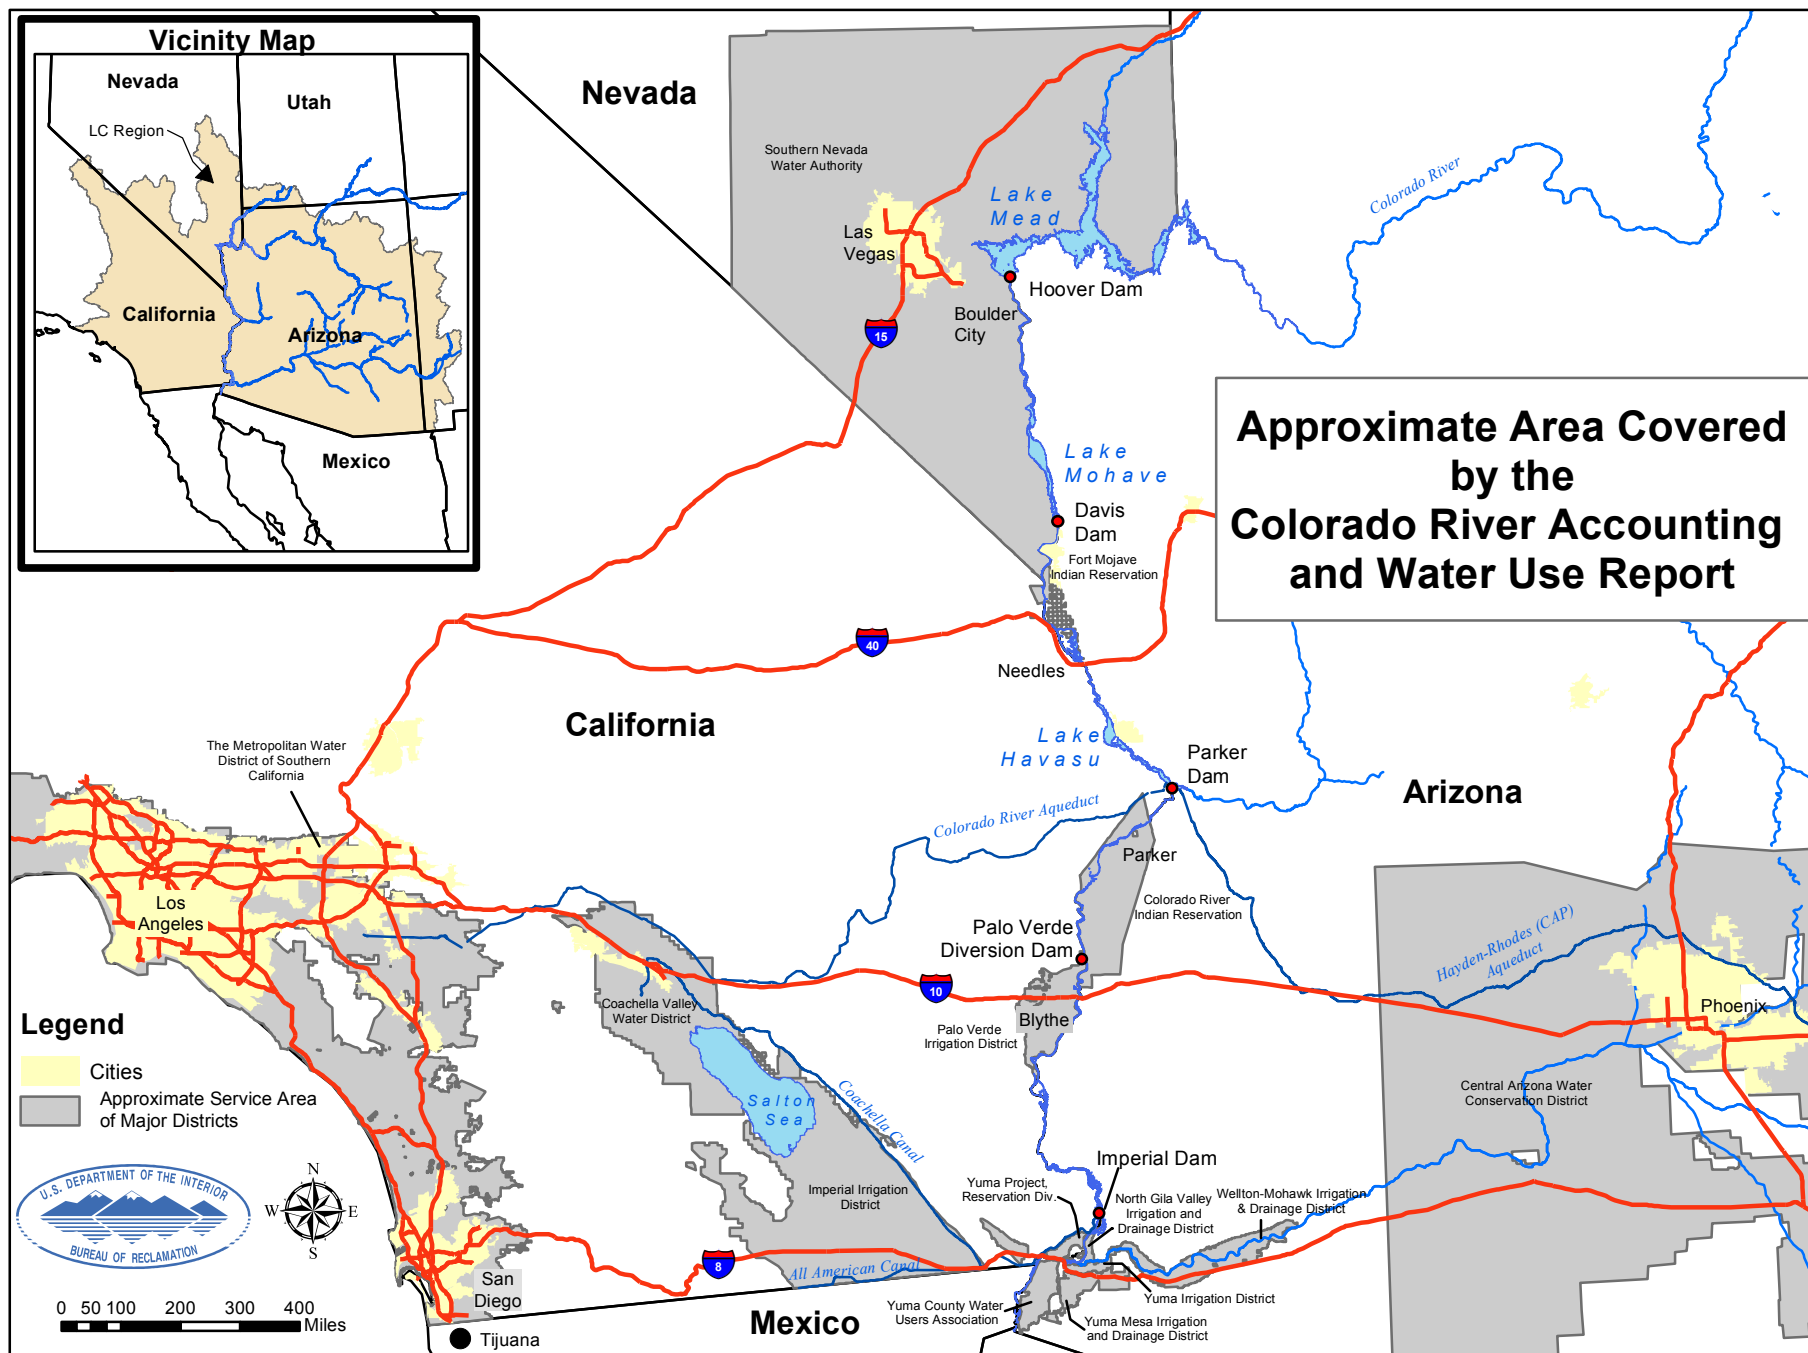 Vicinity Map
Nevada
Utah
LC Region
California
Arizona
Mexico
Nevada
Southern Nevada
Water Authority
Lake
Mead
Las
Vegas
Hoover Dam
Boulder
City
15
Colorado River
Approximate Area Covered
by the
Colorado River Accounting
and Water Use Report
Lake
Mohave
Davis
Dam
Fort Mojave
Indian Reservation
40
Needles
California
Lake
Havasu
Parker
Dam
Arizona
The Metropolitan Water
District of Southern
California
Colorado River Aqueduct
Parker
Colorado River
Indian Reservation
Los
Angeles
Palo Verde
Diversion Dam
Hayden-Rhodes (CAP)
Aqueduct
10
Coachella Valley
Water District
Blythe
Palo Verde
Irrigation District
Phoenix
Legend
Cities
Approximate Service Area
of Major Districts
Salton
Sea
Coachella Canal
Central Arizona Water
Conservation District
Imperial Dam
Yuma Project,
Reservation Div.
North Gila Valley
Irrigation and
Drainage District
Wellton-Mohawk Irrigation
& Drainage District
Imperial Irrigation
District
U.S. DEPARTMENT OF THE INTERIOR
BUREAU OF RECLAMATION
N
W
E
S
8
All American Canal
San
Diego
Yuma Irrigation District
Yuma County Water
Users Association
Yuma Mesa Irrigation
and Drainage District
Mexico
0 50 100 200 300 400
Miles
Tijuana